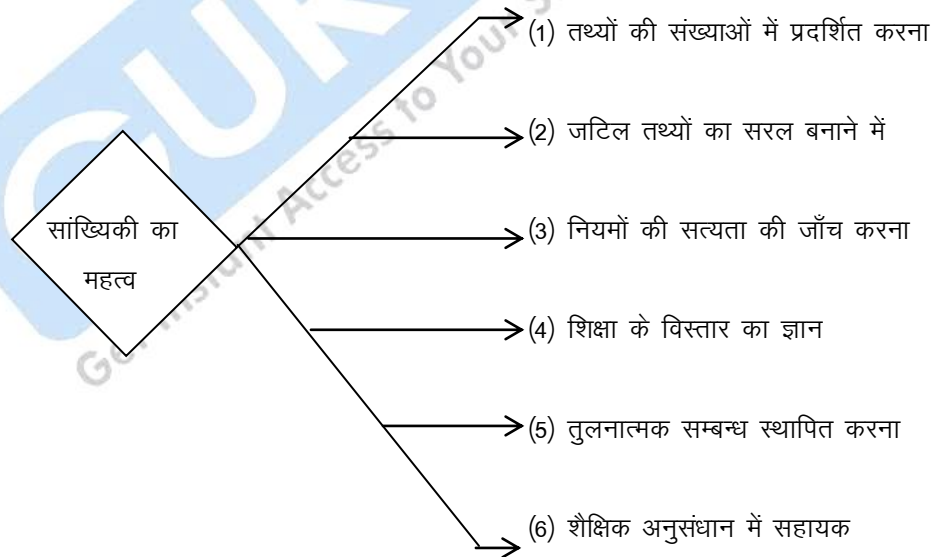 (1) तथ्यों की संख्याओं में प्रदर्शित करना
(2) जटिल तथ्यों का सरल बनाने में
सांख्यिकी का
महत्व
(3) नियमों की सत्यता की जाँच करना
(4) शिक्षा के विस्तार का ज्ञान
(5) तुलनात्मक सम्बन्ध स्थापित करना
(6) शैक्षिक अनुसंधान में सहायक